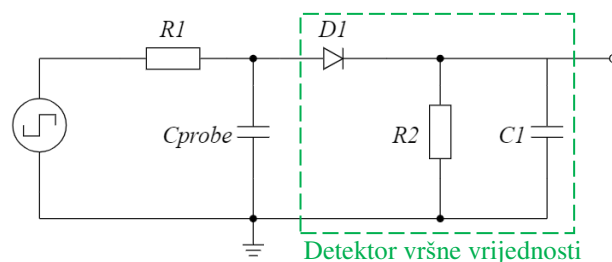 R1
D1
Cprobe
R2
C1
Detektor vršne vrijednosti